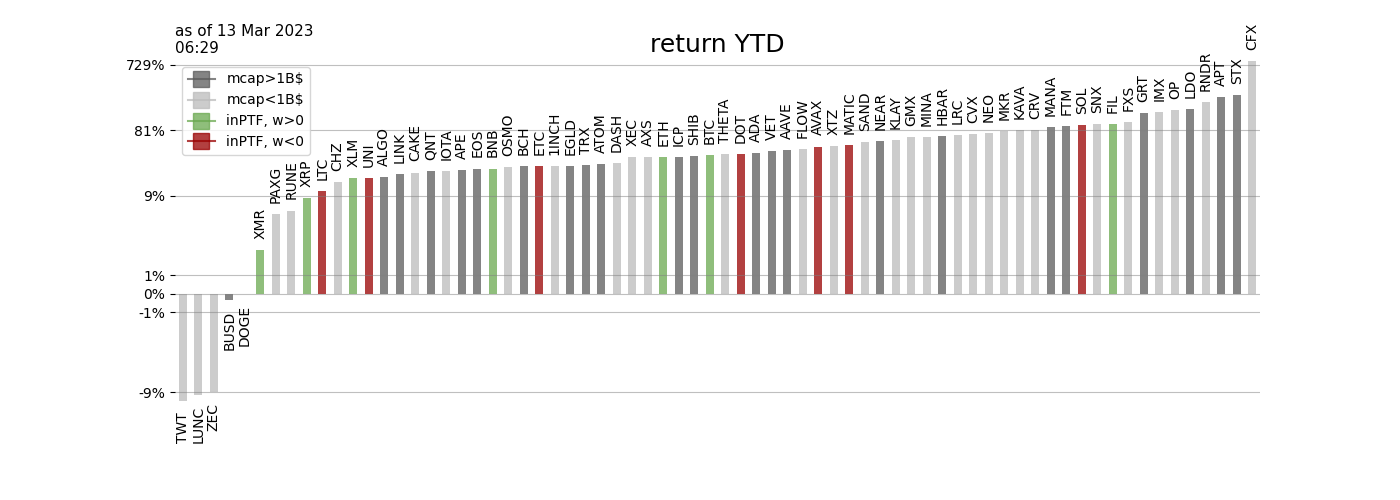 as of 13 Mar 2023
06:29
return YTD
mcap>1B$
mcap<1B$
inPTF, w>0
inPTF, w<0
729%
81%
9%
1%
0%
-1%
-9%
TWT
LUNC
ZEC
BUSD
DOGE
XMR
PAXG
RUNE
XRP
LTC
CHZ
XLM
UNI
ALGO
LINK
CAKE
QNT
IOTA
APE
EOS
BNB
OSMO
BCH
ETC
1INCH
EGLD
TRX
ATOM
DASH
XEC
AXS
ETH
ICP
SHIB
BTC
THETA
DOT
ADA
VET
AAVE
FLOW
AVAX
XTZ
MATIC
SAND
NEAR
KLAY
GMX
MINA
HBAR
LRC
CVX
NEO
MKR
KAVA
CRV
MANA
FTM
SOL
SNX
FIL
FXS
GRT
IMX
OP
LDO
RNDR
APT
STX
CFX